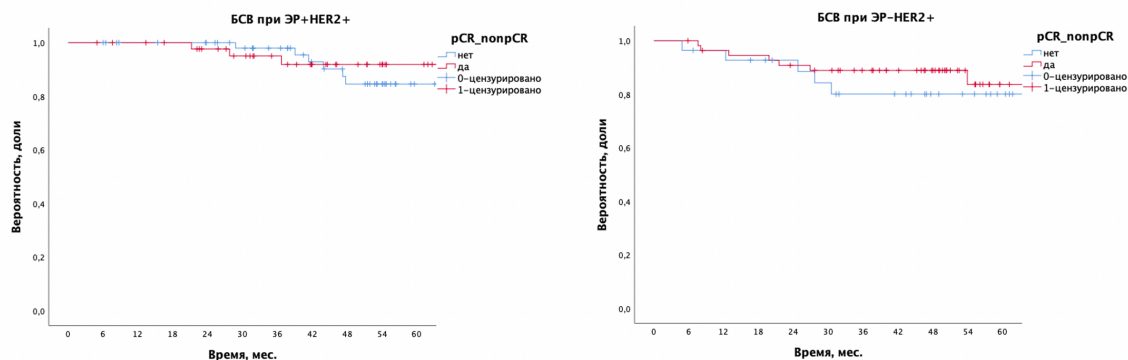 БСВ при ЭР+HER2+
pCR_nonpCR
нет
да
0-цензурировано
1-цензурировано
Вероятность, доли
1,0
0,8
0,6
0,4
0,2
0,0
0 6 12 18 24 30 36 42 48 54 60
Время, мес.
БСВ при ЭР-HER2+
pCR_nonpCR
нет
да
0-цензурировано
1-цензурировано
Вероятность, доли
1,0
0,8
0,6
0,4
0,2
0,0
0 6 12 18 24 30 36 42 48 54 60
Время, мес.